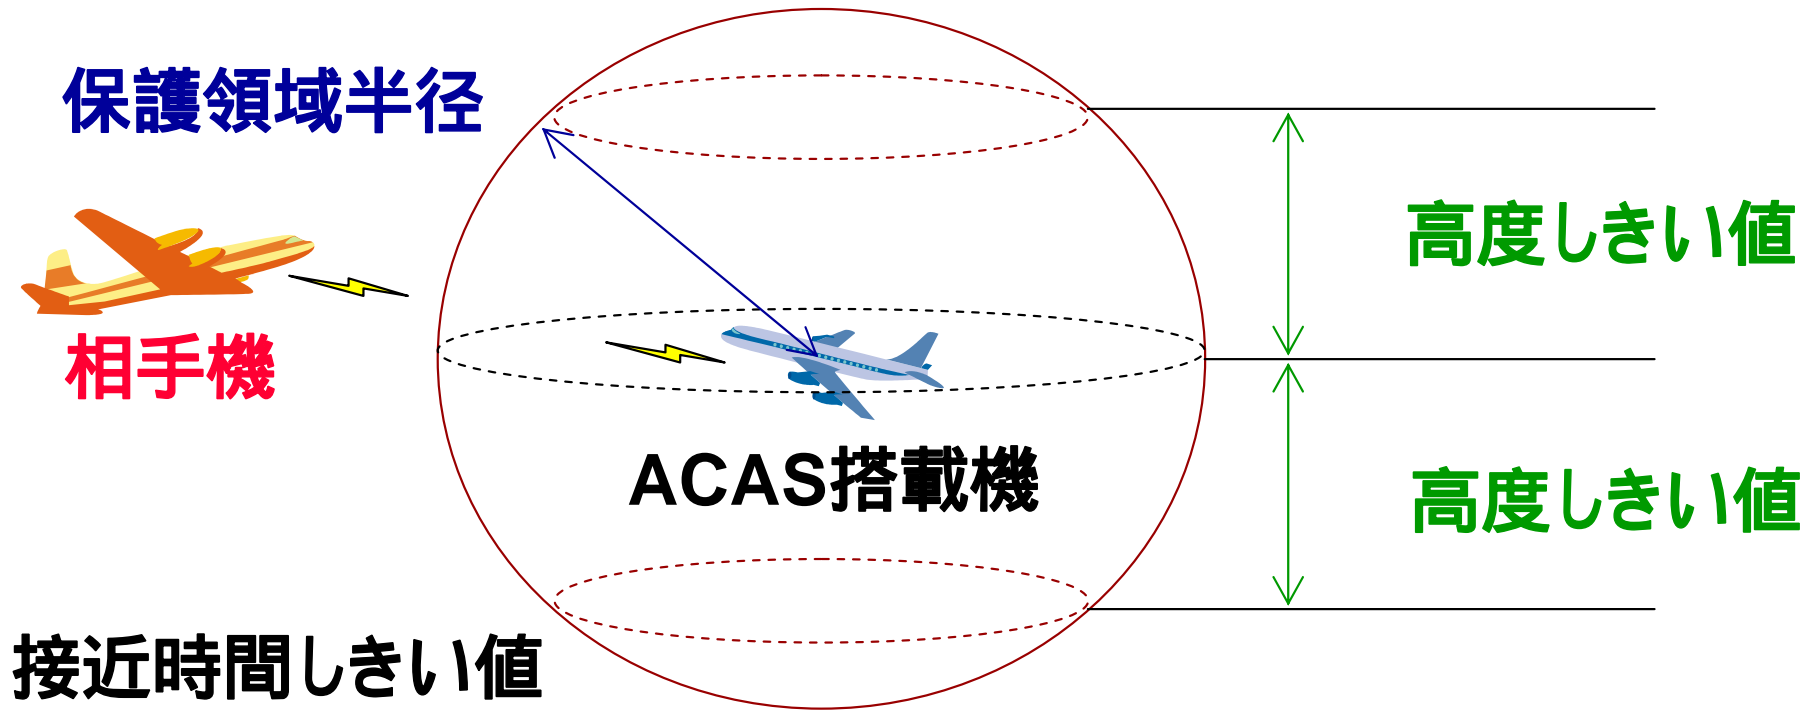 保護領域半径
高度しきい値
相手機
ACAS搭載機
高度しきい値
接近時間しきい値